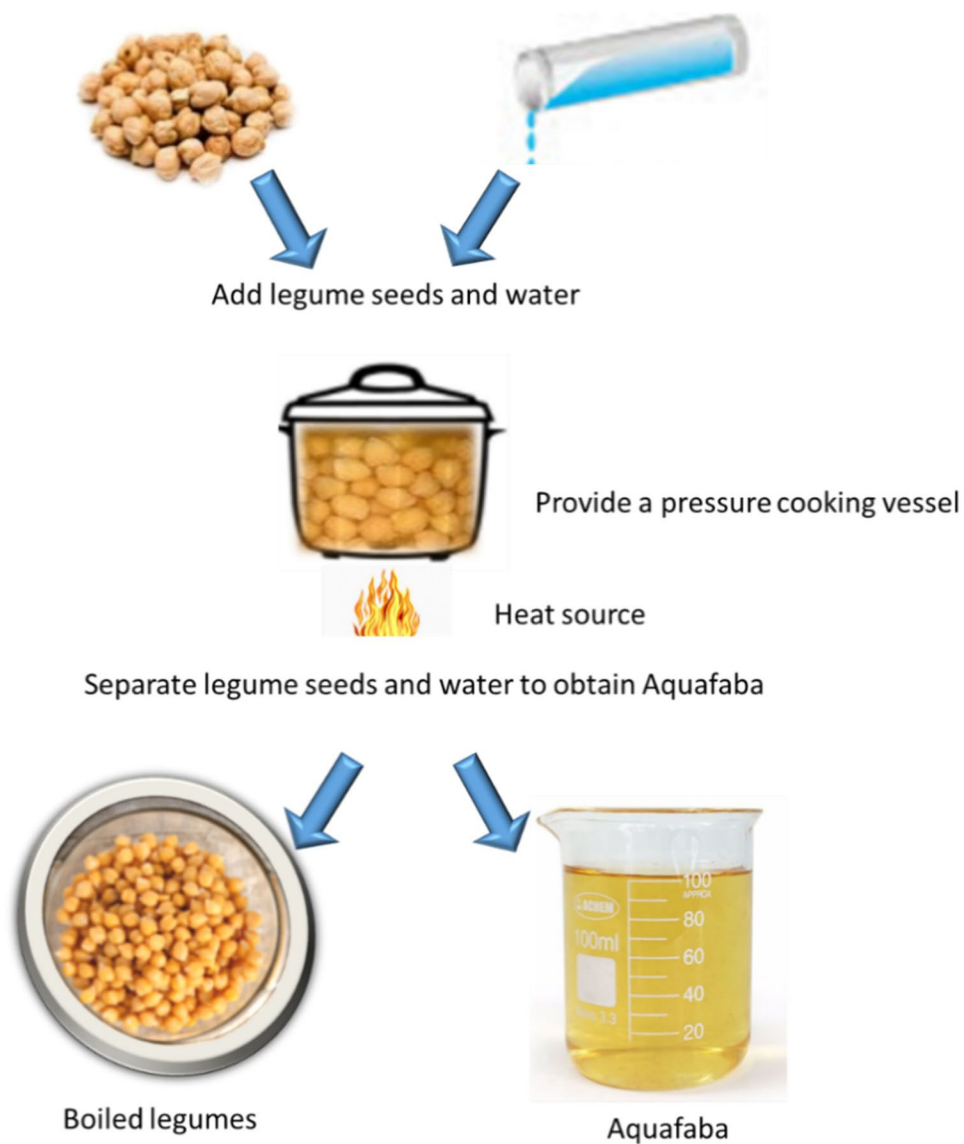 Add legume seeds and water
Provide a pressure cooking vessel
Heat source
Separate legume seeds and water to obtain Aquafaba
100
APPROX
80
100ml
60
40
20
Boiled legumes
Aquafaba